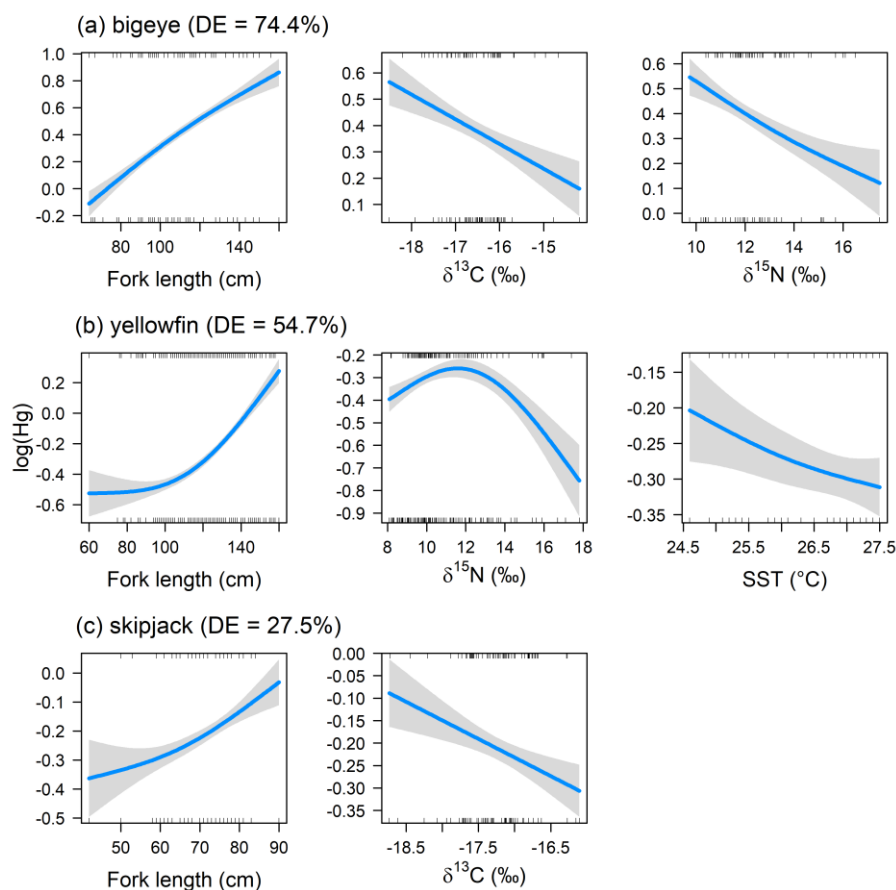 (a) bigeye (DE = 74.4%)
1.0
0.8
0.6
0.4
0.2
0.0
-0.2
80 100 140
Fork length (cm)
0.6
0.5
0.4
0.3
0.2
0.1
-18 -17 -16 -15
δ¹³C (‰)
0.6
0.5
0.4
0.3
0.2
0.1
0.0
10 12 14 16
δ¹⁵N (‰)
(b) yellowfin (DE = 54.7%)
log(Hg)
0.2
0.0
-0.2
-0.4
-0.6
60 80 100 140
Fork length (cm)
-0.2
-0.3
-0.4
-0.5
-0.6
-0.7
-0.8
-0.9
8 10 12 14 16 18
δ¹⁵N (‰)
-0.15
-0.20
-0.25
-0.30
-0.35
24.5 25.5 26.5 27.5
SST (°C)
(c) skipjack (DE = 27.5%)
0.0
-0.1
-0.2
-0.3
-0.4
-0.5
50 60 70 80 90
Fork length (cm)
0.00
-0.05
-0.10
-0.15
-0.20
-0.25
-0.30
-0.35
-18.5 -17.5 -16.5
δ¹³C (‰)